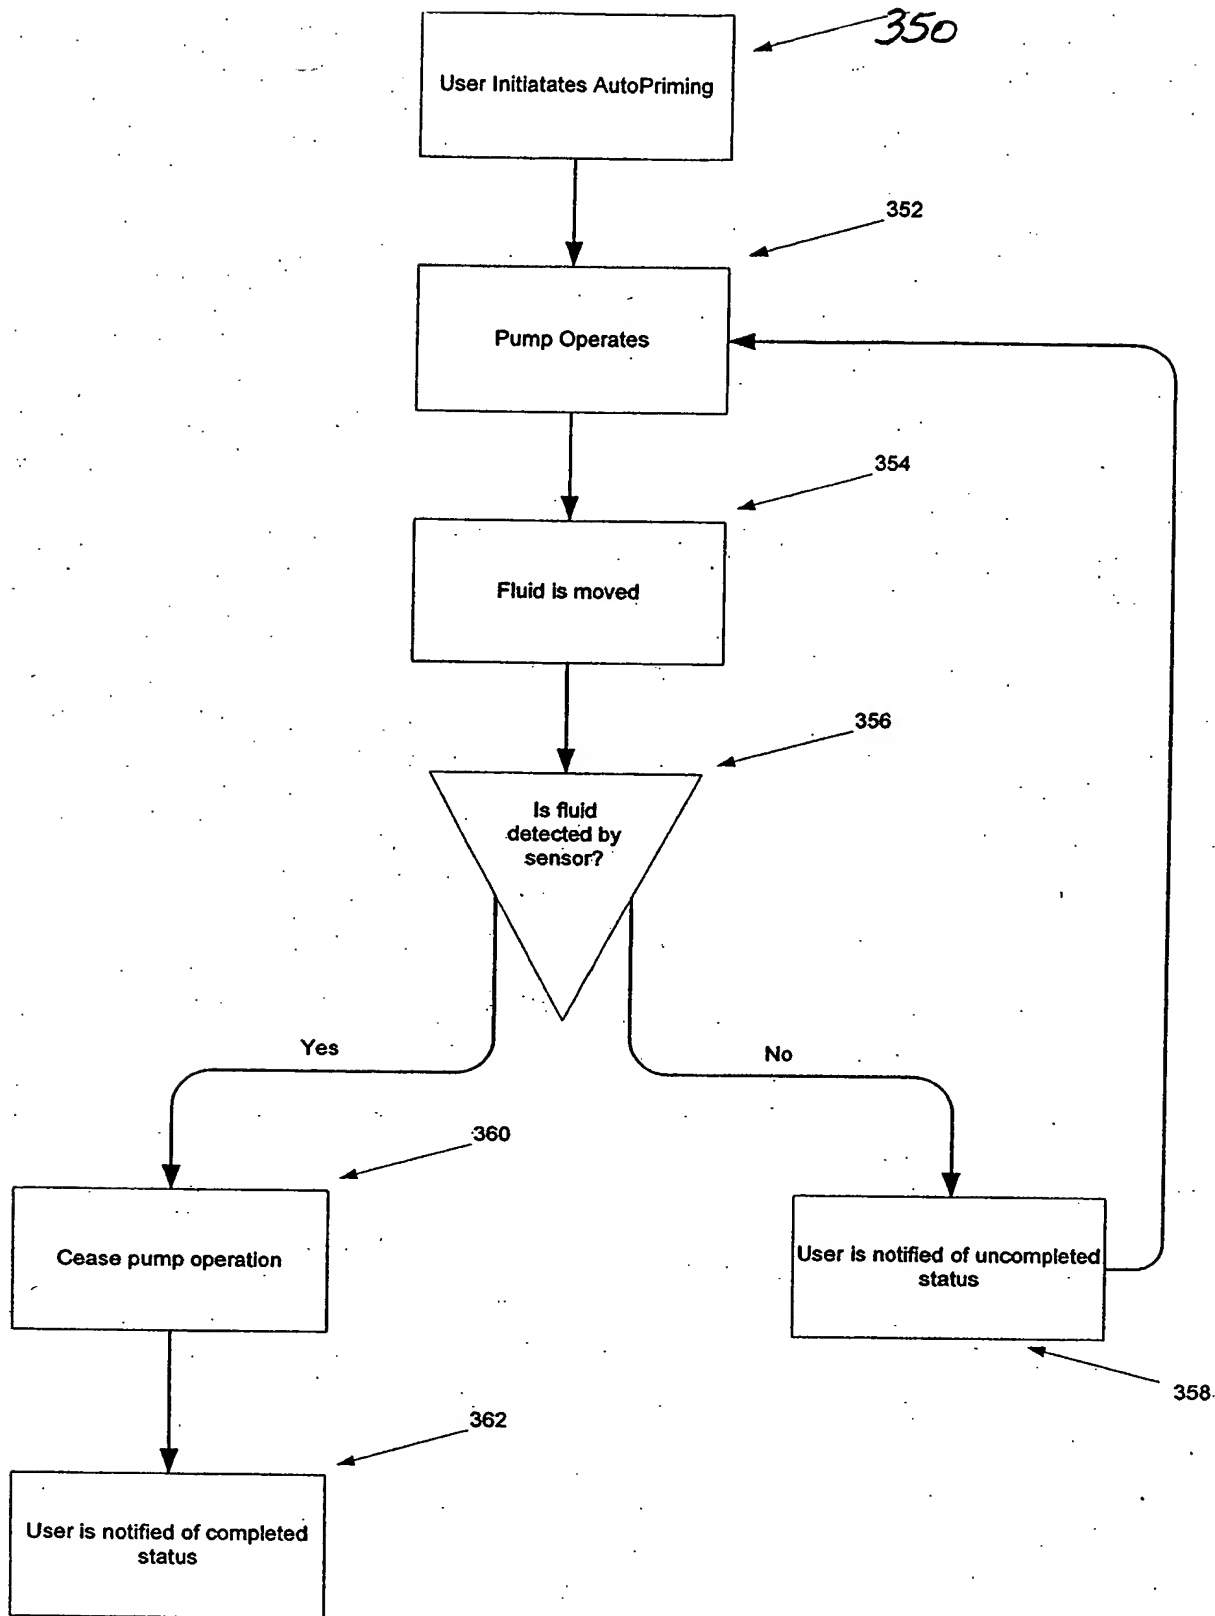 350
User Initiatates AutoPriming
352
Pump Operates
354
Fluid is moved
356
Is fluid
detected by
sensor?
Yes
No
360
Cease pump operation
User is notified of uncompleted
status
358
362
User is notified of completed
status